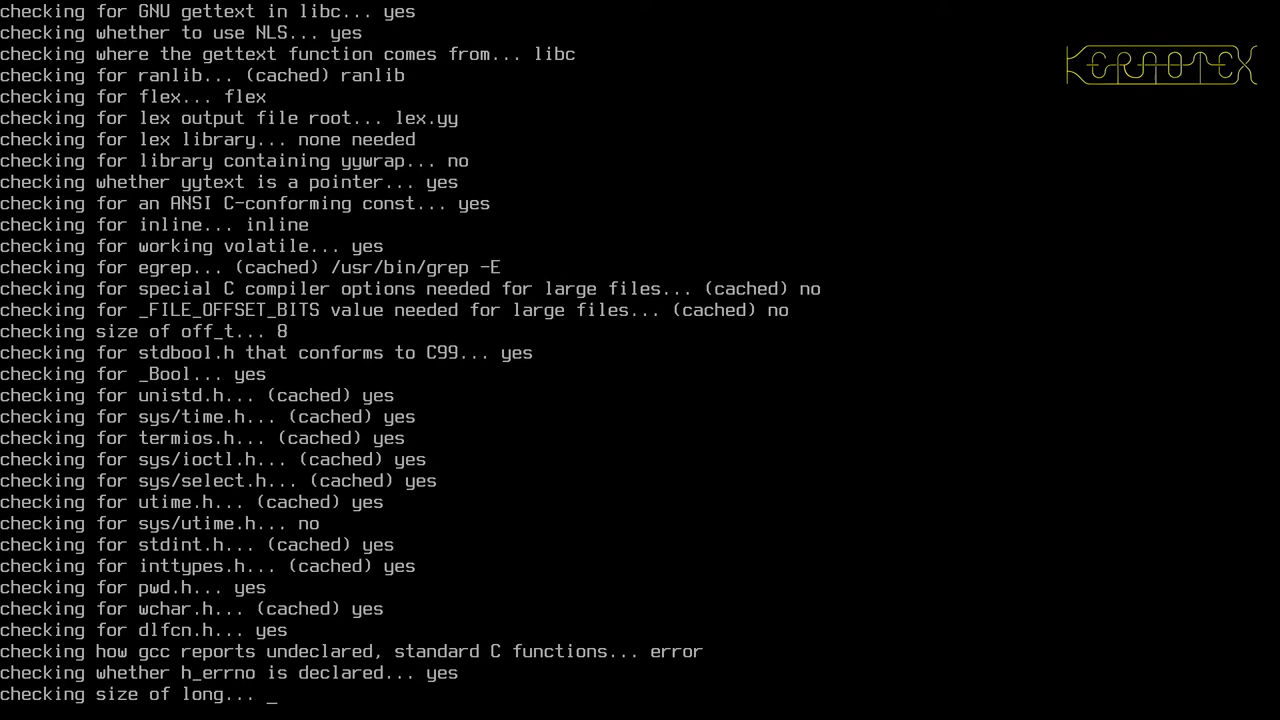 checking for GNU gettext in libc... yes
checking whether to use NLS... yes
checking where the gettext function comes from... libc
checking for ranlib... (cached) ranlib
checking for flex... flex
checking for lex output file root... lex.yy
checking for lex library... none needed
checking for library containing yywrap... no
checking whether yytext is a pointer... yes
checking for an ANSI C-conforming const... yes
checking for inline... inline
checking for working volatile... yes
checking for egrep... (cached) /usr/bin/grep -E
checking for special C compiler options needed for large files... (cached) no
checking for _FILE_OFFSET_BITS value needed for large files... (cached) no
checking size of off_t... 8
checking for stdbool.h that conforms to C99... yes
checking for _Bool... yes
checking for unistd.h... (cached) yes
checking for sys/time.h... (cached) yes
checking for termios.h... (cached) yes
checking for sys/ioctl.h... (cached) yes
checking for sys/select.h... (cached) yes
checking for utime.h... (cached) yes
checking for sys/utime.h... no
checking for stdint.h... (cached) yes
checking for inttypes.h... (cached) yes
checking for pwd.h... yes
checking for wchar.h... (cached) yes
checking for dlfcn.h... yes
checking how gcc reports undeclared, standard C functions... error
checking whether h_errno is declared... yes
checking size of long... _